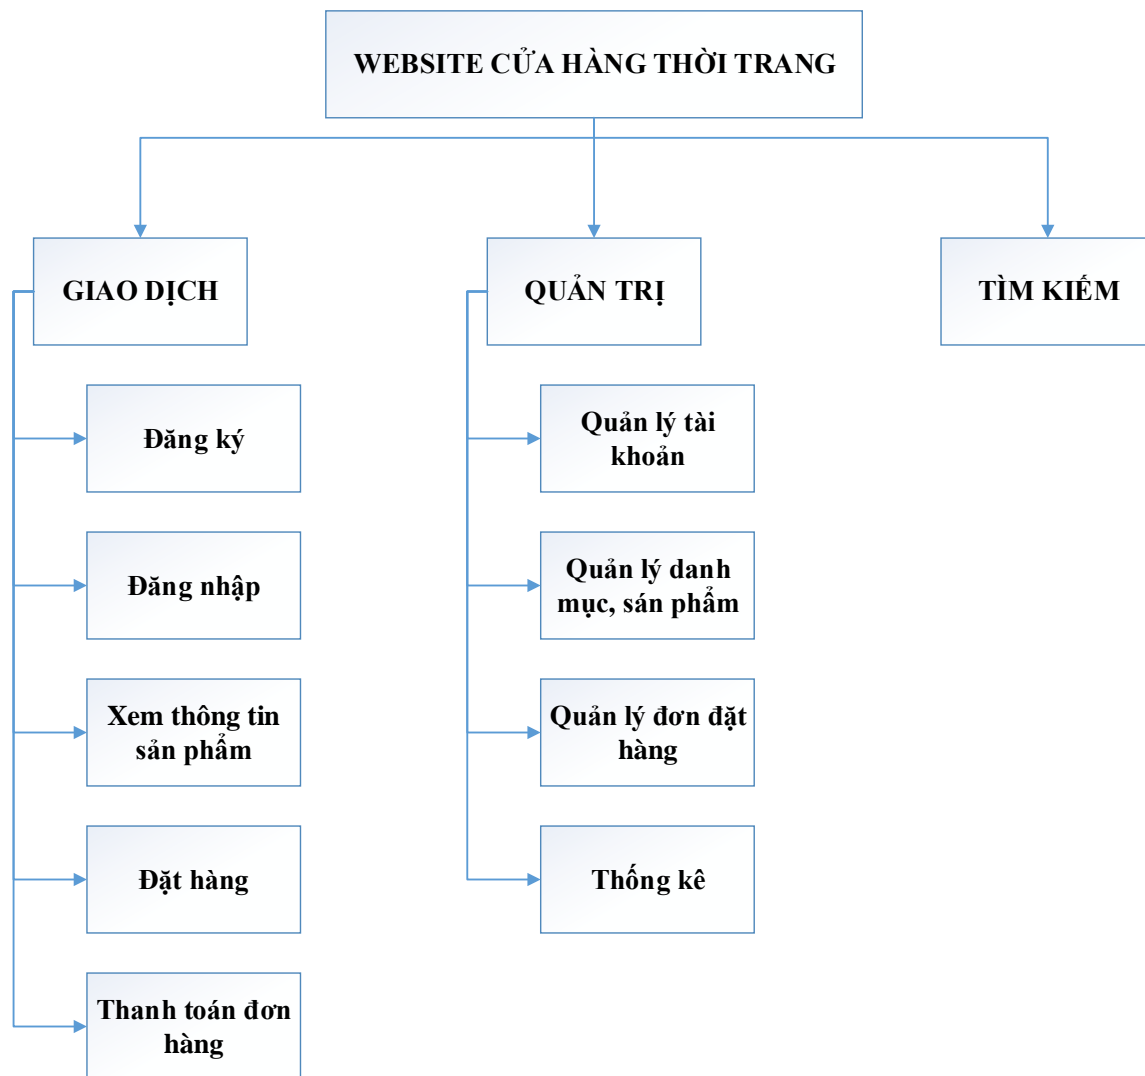 WEBSITE CỬA HÀNG THỜI TRANG
GIAO DỊCH
QUẢN TRỊ
TÌM KIẾM
Đăng ký
Đăng nhập
Xem thông tin
sản phẩm
Đặt hàng
Thanh toán đơn
hàng
Quản lý tài
khoản
Quản lý danh
mục, sán phẩm
Quản lý đơn đặt
hàng
Thống kê